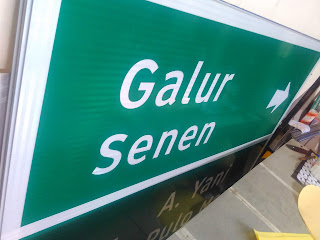 Galur
senen
A. Yani